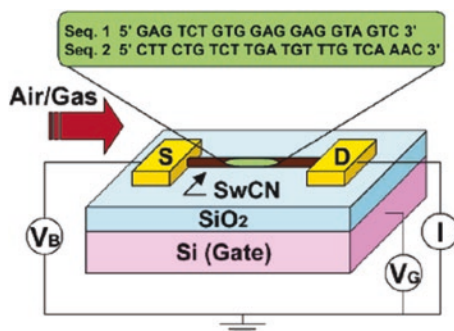 Seq. 1 5' GAG TCT GTG GAG GAG GTA GTC 3'
Seq. 2 5' CTT CTG TCT TGA TGT TTG TCA AAC 3'
Air/Gas
S
D
SwCN
SiO₂
Si (Gate)
VB
VG
I